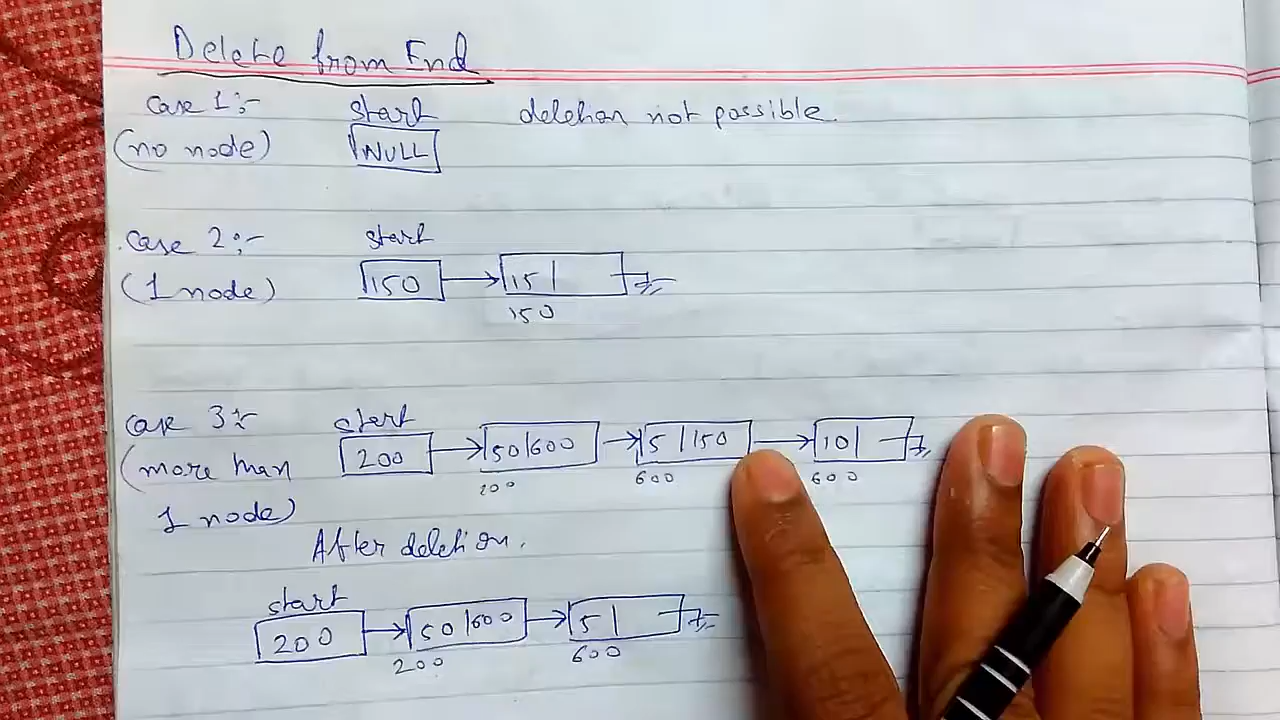 Delete from End
case 1:- start deletion not possible.
(no node) NULL
case 2:- start
(1 node) 150 15
150
case 3:- start
(more than 200 50 600 5 150 10
200 600 600
1 node)
After deletion.
start
200 50 600 5
200 600